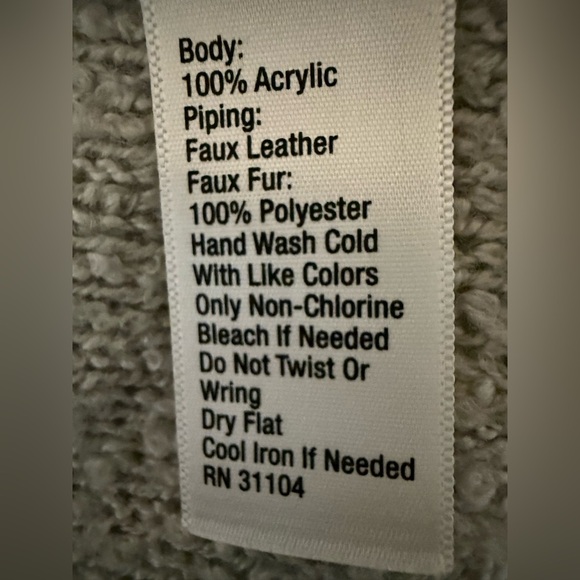 Body:
100% Acrylic
Piping:
Faux Leather
Faux Fur:
100% Polyester
Hand Wash Cold
With Like Colors
Only Non-Chlorine
Bleach If Needed
Do Not Twist Or
Wring
Dry Flat
Cool Iron If Needed
RN 31104